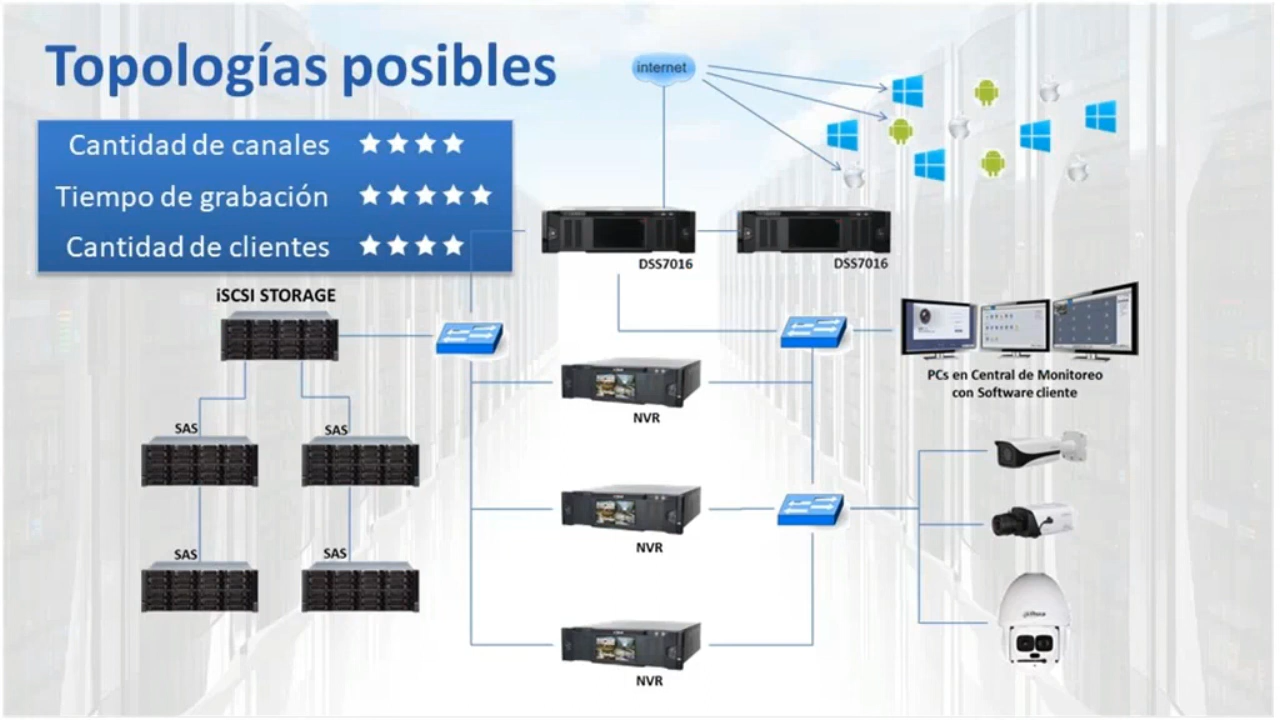 Topologías posibles
internet
Cantidad de canales
Tiempo de grabación
Cantidad de clientes
DSS7016
DSS7016
iSCSI STORAGE
PCs en Central de Monitoreo
con Software cliente
NVR
SAS
SAS
NVR
SAS
SAS
alhua
NVR